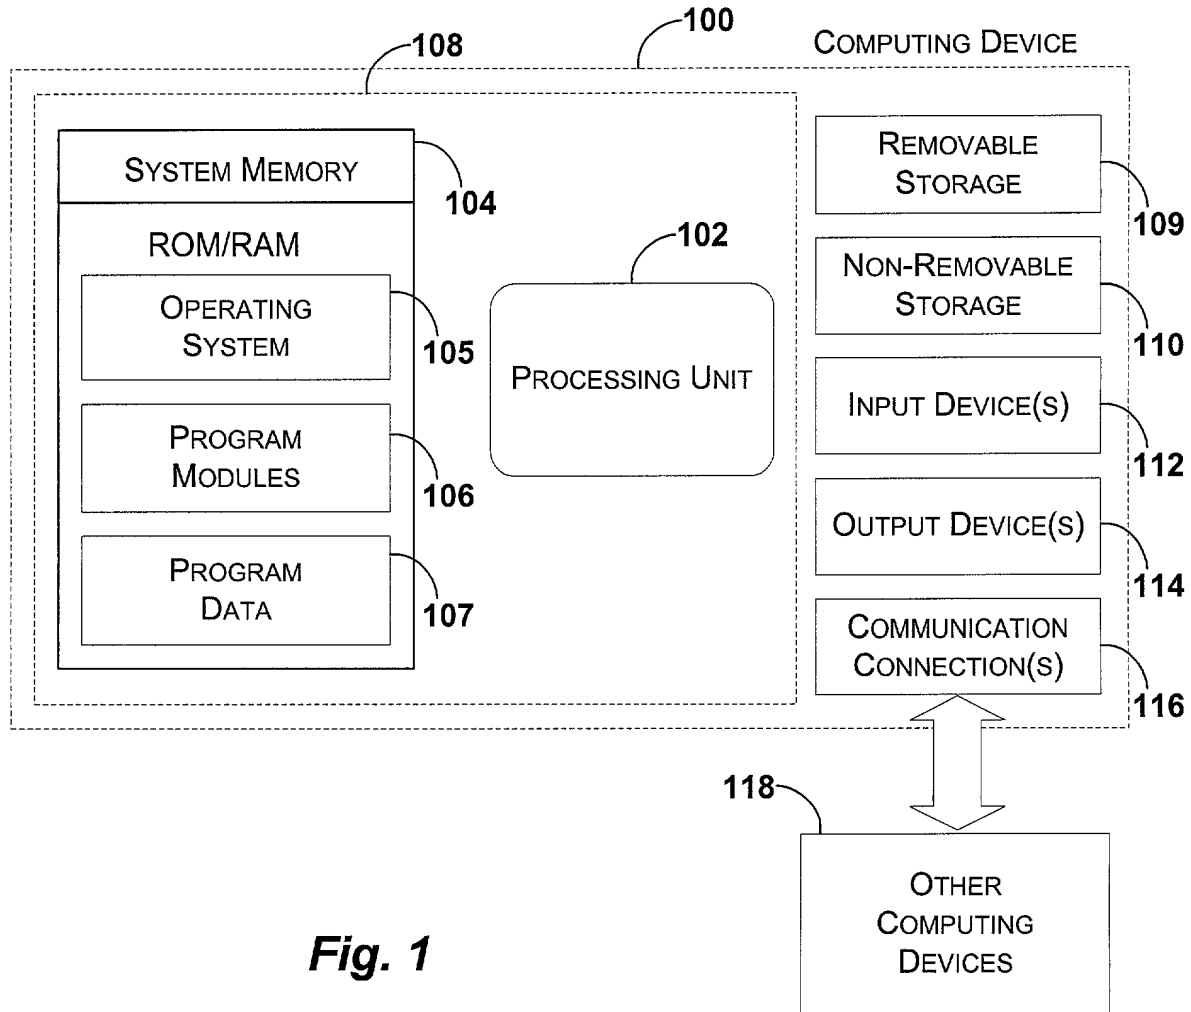 100
COMPUTING DEVICE
108
SYSTEM MEMORY
104
ROM/RAM
OPERATING
SYSTEM
105
PROGRAM
MODULES
106
PROGRAM
DATA
107
102
PROCESSING UNIT
REMOVABLE
STORAGE
109
NON-REMOVABLE
STORAGE
110
INPUT DEVICE(S)
112
OUTPUT DEVICE(S)
114
COMMUNICATION
CONNECTION(S)
116
118
OTHER
COMPUTING
DEVICES
Fig. 1